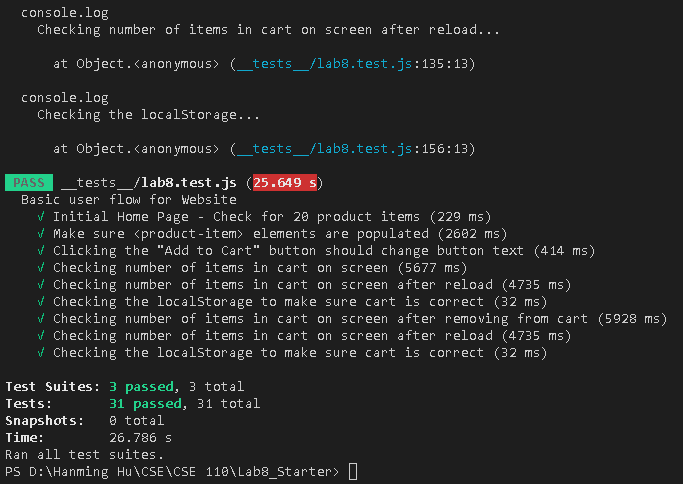 console.log
Checking number of items in cart on screen after reload...
at Object.<anonymous> (__tests__/lab8.test.js:135:13)
console.log
Checking the localStorage...
at Object.<anonymous> (__tests__/lab8.test.js:156:13)
PASS __tests__/lab8.test.js (25.649 s)
Basic user flow for Website
√ Initial Home Page - Check for 20 product items (229 ms)
√ Make sure <product-item> elements are populated (2602 ms)
√ Clicking the "Add to Cart" button should change button text (414 ms)
√ Checking number of items in cart on screen (5677 ms)
√ Checking number of items in cart on screen after reload (4735 ms)
√ Checking the localStorage to make sure cart is correct (32 ms)
√ Checking number of items in cart on screen after removing from cart (5928 ms)
√ Checking number of items in cart on screen after reload (4735 ms)
√ Checking the localStorage to make sure cart is correct (32 ms)
Test Suites: 3 passed, 3 total
Tests: 31 passed, 31 total
Snapshots: 0 total
Time: 26.786 s
Ran all test suites.
PS D:\Hanming Hu\CSE\CSE 110\Lab8_Starter>